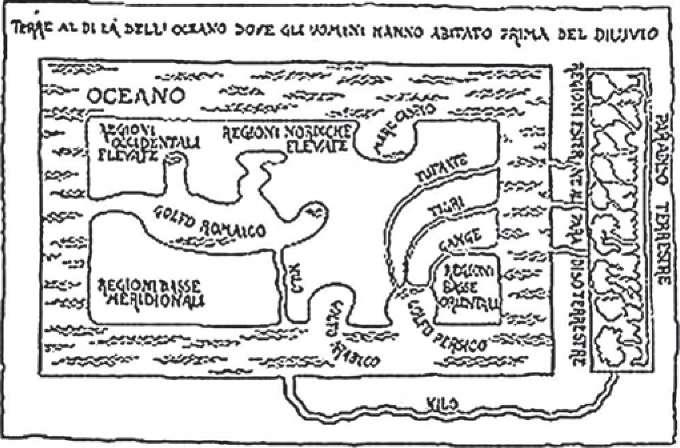 TERRE AL DI LÀ DELL' OCEANO DOVE GLI UOMINI HANNO ABITATO PRIMA DEL DILUVIO
OCEANO
REGIONI
OCCIDENTALI
ELEVATE
REGIONI NORDICHE
ELEVATE
MARE CASPIO
EUFRATE
TIGRI
GANGE
GOLFO ROMAICO
NILO
REGIONI BASSE
MERIDIONALI
GOLFO ARABICO
GOLFO PERSICO
REGIONI
BASSE
ORIENTALI
REGIONI ESTERNE AL PARADISO TERRESTRE
PARADISO TERRESTRE
NILO